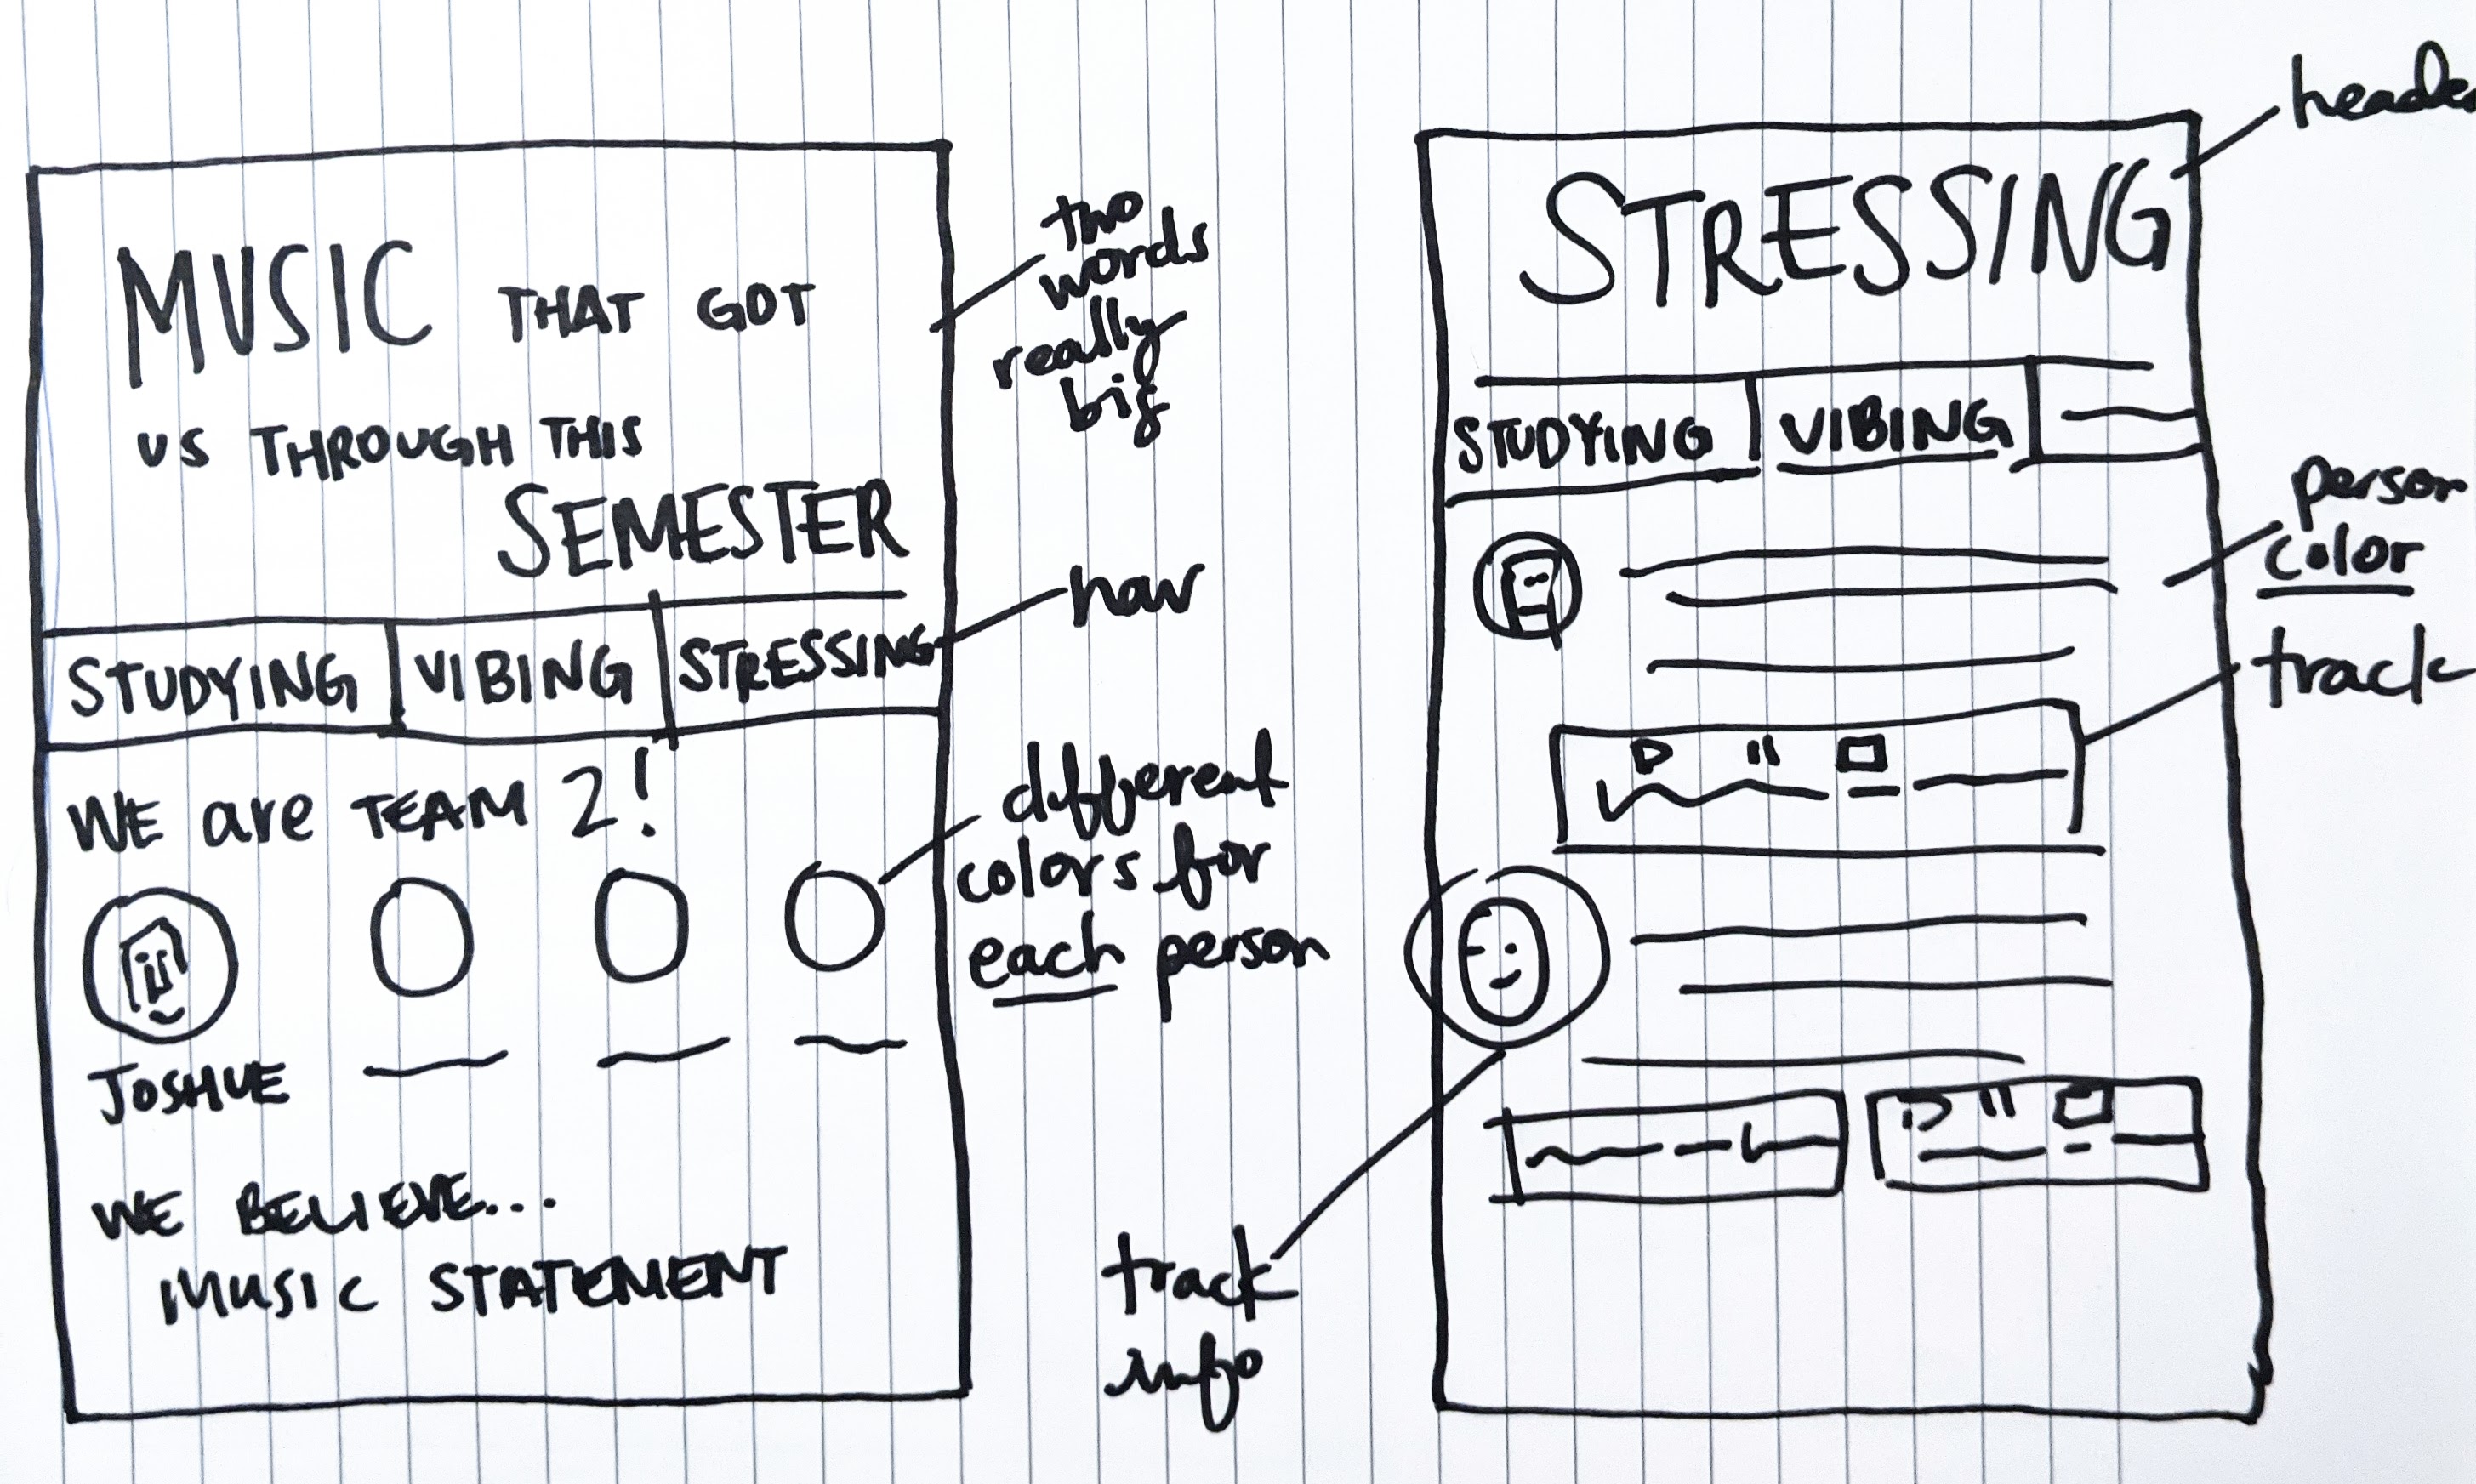 MUSIC THAT GOT
US THROUGH THIS
SEMESTER
STUDYING VIBING STRESSING
WE are TEAM 2!
JOSHUE
WE BELIEVE...
MUSIC STATEMENT
two
words
really
big
nav
different
colors for
each person
STRESSING
STUDYING VIBING
header
person
color
track
track
info